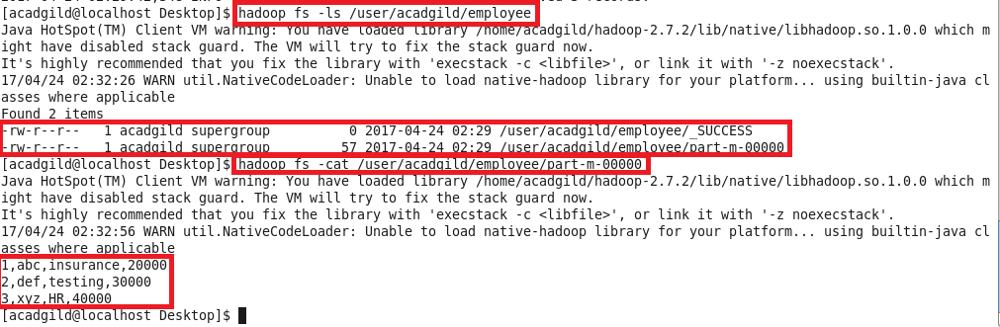 [acadgild@localhost Desktop]$ hadoop fs -ls /user/acadgild/employee
Java HotSpot(TM) Client VM warning: You have loaded library /home/acadgild/hadoop-2.7.2/lib/native/libhadoop.so.1.0.0 which m
ight have disabled stack guard. The VM will try to fix the stack guard now.
It's highly recommended that you fix the library with 'execstack -c <libfile>', or link it with '-z noexecstack'.
17/04/24 02:32:26 WARN util.NativeCodeLoader: Unable to load native-hadoop library for your platform... using builtin-java cl
asses where applicable
Found 2 items
-rw-r--r--   1 acadgild supergroup          0 2017-04-24 02:29 /user/acadgild/employee/_SUCCESS
-rw-r--r--   1 acadgild supergroup         57 2017-04-24 02:29 /user/acadgild/employee/part-m-00000
[acadgild@localhost Desktop]$ hadoop fs -cat /user/acadgild/employee/part-m-00000
Java HotSpot(TM) Client VM warning: You have loaded library /home/acadgild/hadoop-2.7.2/lib/native/libhadoop.so.1.0.0 which m
ight have disabled stack guard. The VM will try to fix the stack guard now.
It's highly recommended that you fix the library with 'execstack -c <libfile>', or link it with '-z noexecstack'.
17/04/24 02:32:56 WARN util.NativeCodeLoader: Unable to load native-hadoop library for your platform... using builtin-java cl
asses where applicable
1,abc,insurance,20000
2,def,testing,30000
3,xyz,HR,40000
[acadgild@localhost Desktop]$